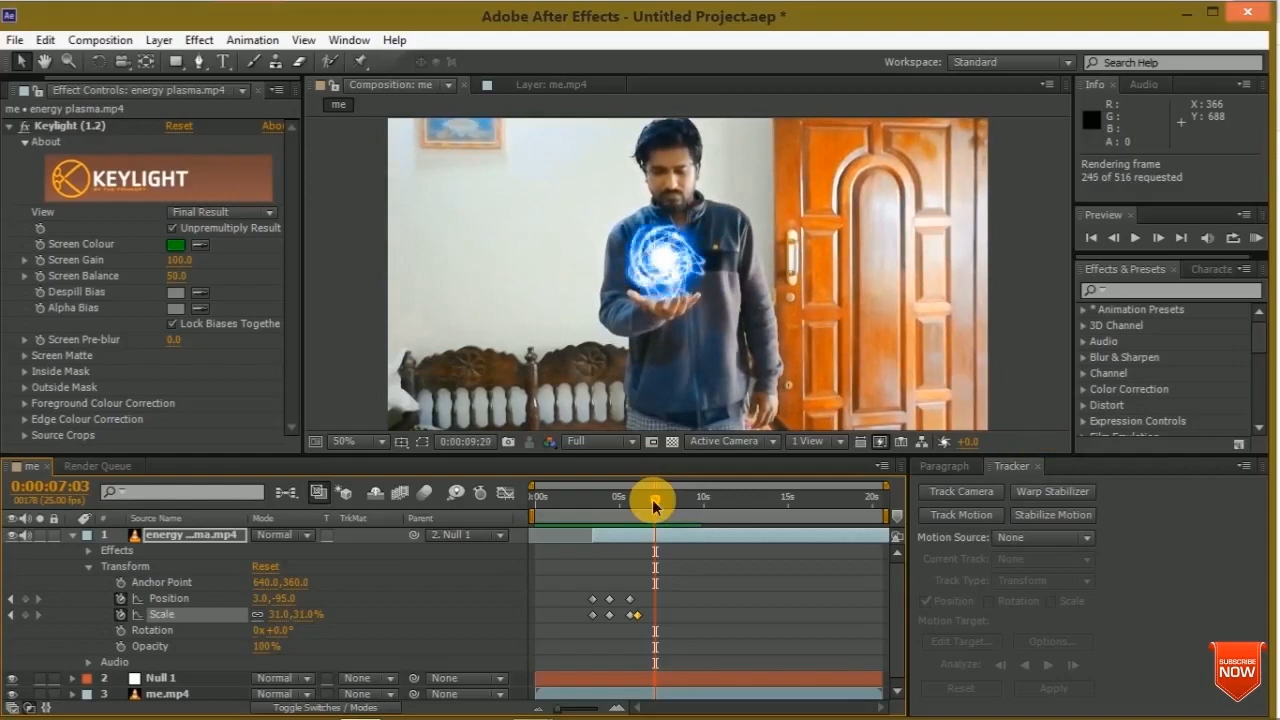 Ae
Adobe After Effects - Untitled Project.aep *
File Edit Composition Layer Effect Animation View Window Help
Workspace: Standard Search Help
Effect Controls: energy plasma.mp4
me • energy plasma.mp4
fx Keylight (1.2) Reset Abou
About
KEYLIGHT
View Final Result
Unpremultiply Result
Screen Colour
Screen Gain 100.0
Screen Balance 50.0
Despill Bias
Alpha Bias
Lock Biases Togethe
Screen Pre-blur 0.0
Screen Matte
Inside Mask
Outside Mask
Foreground Colour Correction
Edge Colour Correction
Source Crops
Composition: me Layer: me.mp4
me
50% 0:00:09:20 Full Active Camera 1 View +0.0
Info Audio
R: X: 366
G: Y: 688
B:
A: 0
Rendering frame
245 of 516 requested
Preview
Effects & Presets Characte
* Animation Presets
3D Channel
Audio
Blur & Sharpen
Channel
Color Correction
Distort
Expression Controls
me Render Queue
0:00:07:03
00178 (25.00 fps)
:00s 05s 10s 15s 20s
# Source Name Mode T TrkMat Parent
1 energy ...ma.mp4 Normal 2. Null 1
Effects
Transform Reset
Anchor Point 640.0,360.0
Position 3.0,-95.0
Scale 31.0,31.0%
Rotation 0x+0.0°
Opacity 100%
Audio
2 Null 1 Normal None None
3 me.mp4 Normal None None
Toggle Switches / Modes
Paragraph Tracker
Track Camera Warp Stabilizer
Track Motion Stabilize Motion
Motion Source: None
Current Track: None
Track Type: Transform
Position Rotation Scale
Motion Target:
Edit Target... Options...
Analyze:
Reset Apply
SUBSCRIBE
NOW